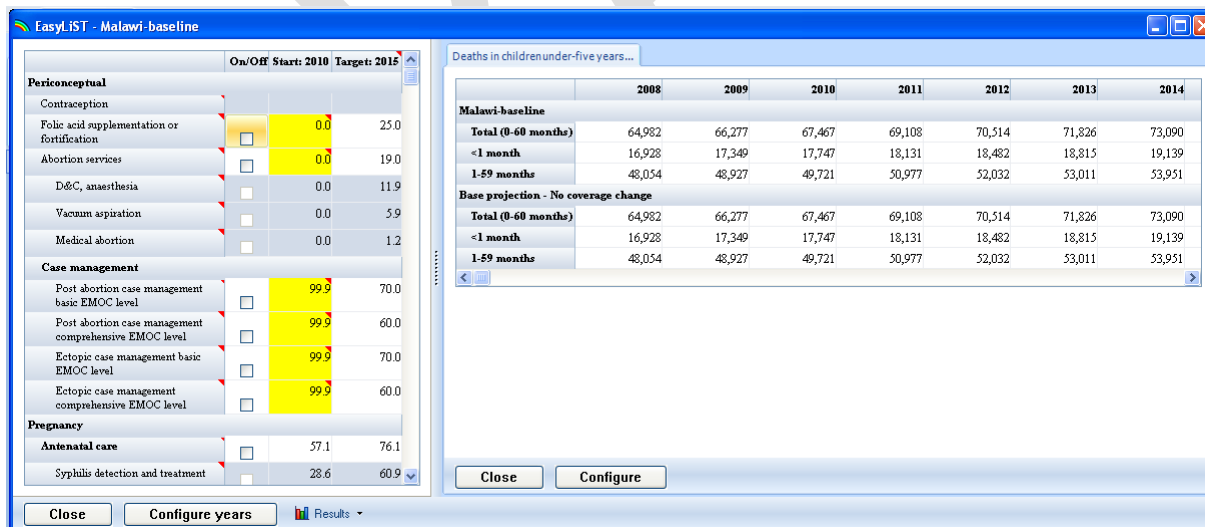 EasyLiST - Malawi-baseline
On/Off Start: 2010 Target: 2015
Periconceptual
Contraception
Folic acid supplementation or
fortification
0.0 25.0
Abortion services 0.0 19.0
D&C, anaesthesia 0.0 11.9
Vacuum aspiration 0.0 5.9
Medical abortion 0.0 1.2
Case management
Post abortion case management
basic EMOC level
99.9 70.0
Post abortion case management
comprehensive EMOC level
99.9 60.0
Ectopic case management basic
EMOC level
99.9 70.0
Ectopic case management
comprehensive EMOC level
99.9 60.0
Pregnancy
Antenatal care 57.1 76.1
Syphilis detection and treatment 28.6 60.9
Close Configure years Results
Deaths in children under-five years...
2008 2009 2010 2011 2012 2013 2014
Malawi-baseline
Total (0-60 months) 64,982 66,277 67,467 69,108 70,514 71,826 73,090
<1 month 16,928 17,349 17,747 18,131 18,482 18,815 19,139
1-59 months 48,054 48,927 49,721 50,977 52,032 53,011 53,951
Base projection - No coverage change
Total (0-60 months) 64,982 66,277 67,467 69,108 70,514 71,826 73,090
<1 month 16,928 17,349 17,747 18,131 18,482 18,815 19,139
1-59 months 48,054 48,927 49,721 50,977 52,032 53,011 53,951
Close Configure